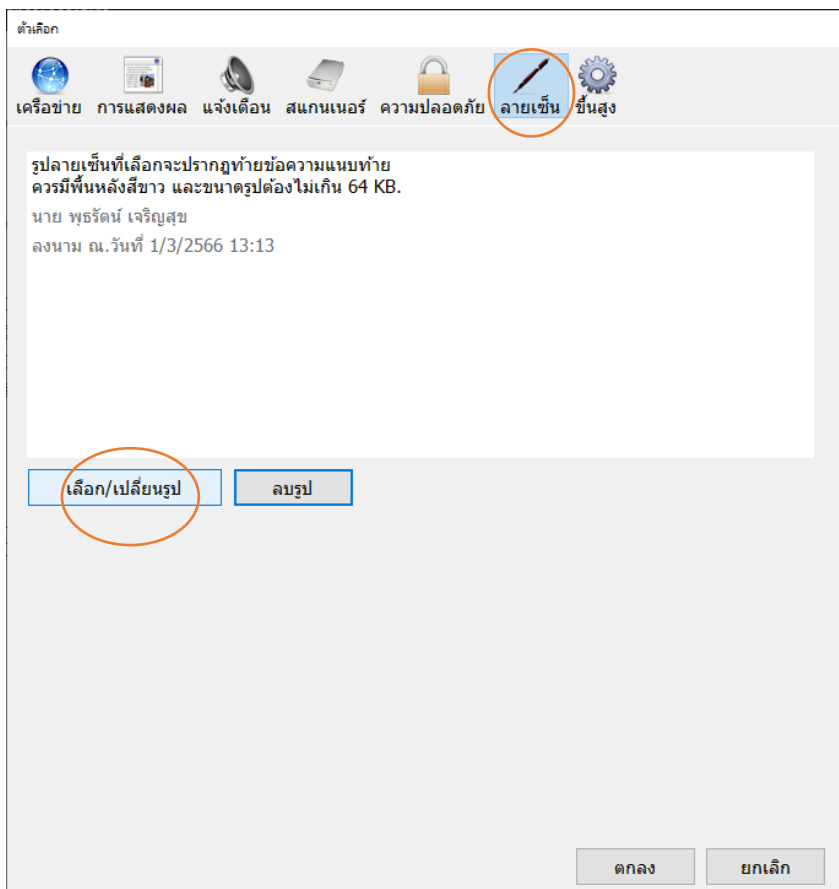 ตัวเลือก
เครือข่าย การแสดงผล แจ้งเตือน สแกนเนอร์ ความปลอดภัย ลายเซ็น ขั้นสูง
รูปลายเซ็นที่เลือกจะปรากฏท้ายข้อความแนบท้าย
ควรมีพื้นหลังสีขาว และขนาดรูปต้องไม่เกิน 64 KB.
นาย พุธรัตน์ เจริญสุข
ลงนาม ณ.วันที่ 1/3/2566 13:13
เลือก/เปลี่ยนรูป ลบรูป
ตกลง ยกเลิก